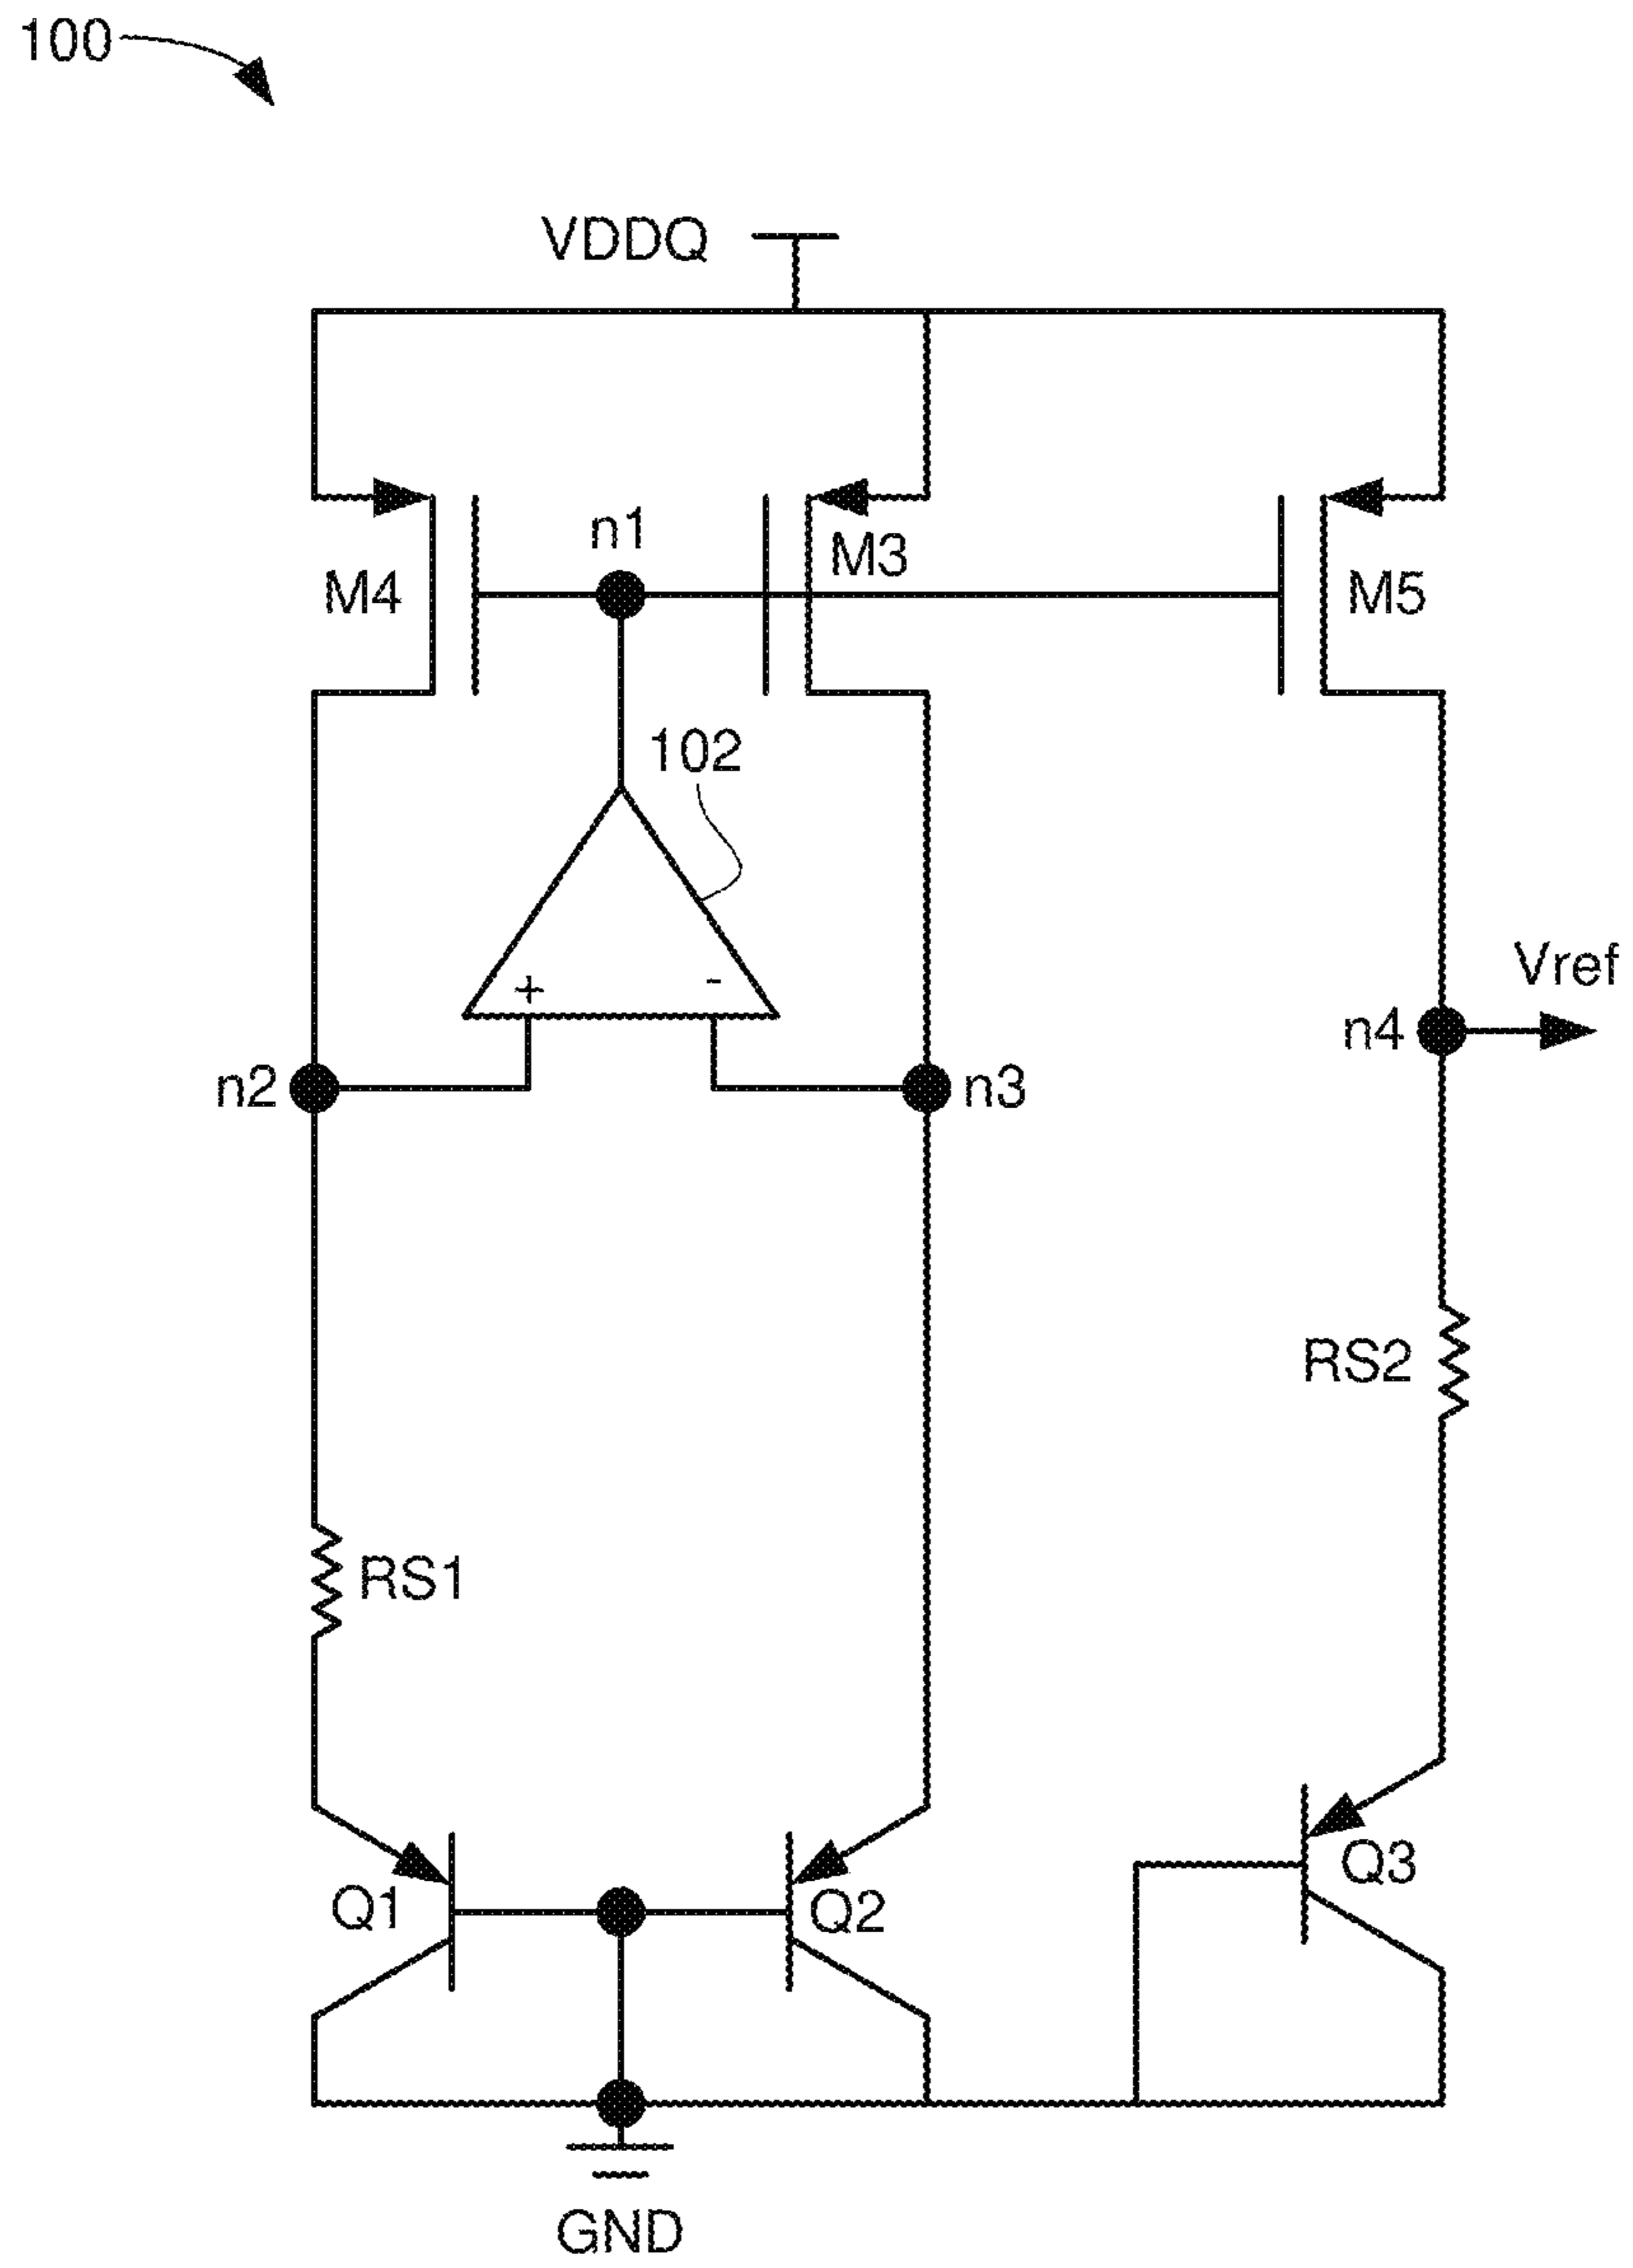 100
VDDQ
n1
M3
M4
M5
102
+
-
Vref
n4
n2
n3
RS2
RS1
Q3
Q1
Q2
GND